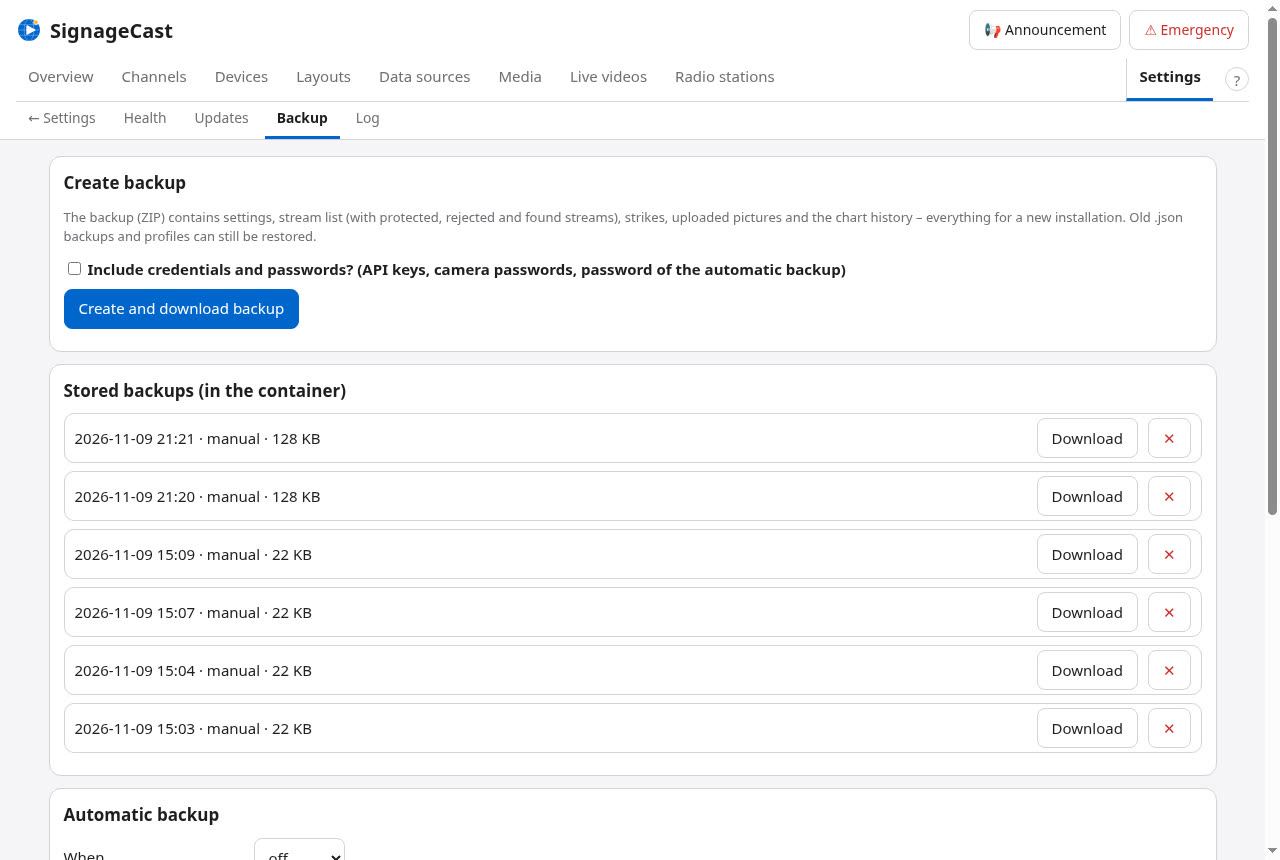 SignageCast
📢 Announcement
⚠ Emergency
Overview
Channels
Devices
Layouts
Data sources
Media
Live videos
Radio stations
Settings
?
← Settings
Health
Updates
Backup
Log
Create backup
The backup (ZIP) contains settings, stream list (with protected, rejected and found streams), strikes, uploaded pictures and the chart history – everything for a new installation. Old .json
backups and profiles can still be restored.
Include credentials and passwords? (API keys, camera passwords, password of the automatic backup)
Create and download backup
Stored backups (in the container)
2026-11-09 21:21 · manual · 128 KB
Download
✕
2026-11-09 21:20 · manual · 128 KB
Download
✕
2026-11-09 15:09 · manual · 22 KB
Download
✕
2026-11-09 15:07 · manual · 22 KB
Download
✕
2026-11-09 15:04 · manual · 22 KB
Download
✕
2026-11-09 15:03 · manual · 22 KB
Download
✕
Automatic backup
When
off